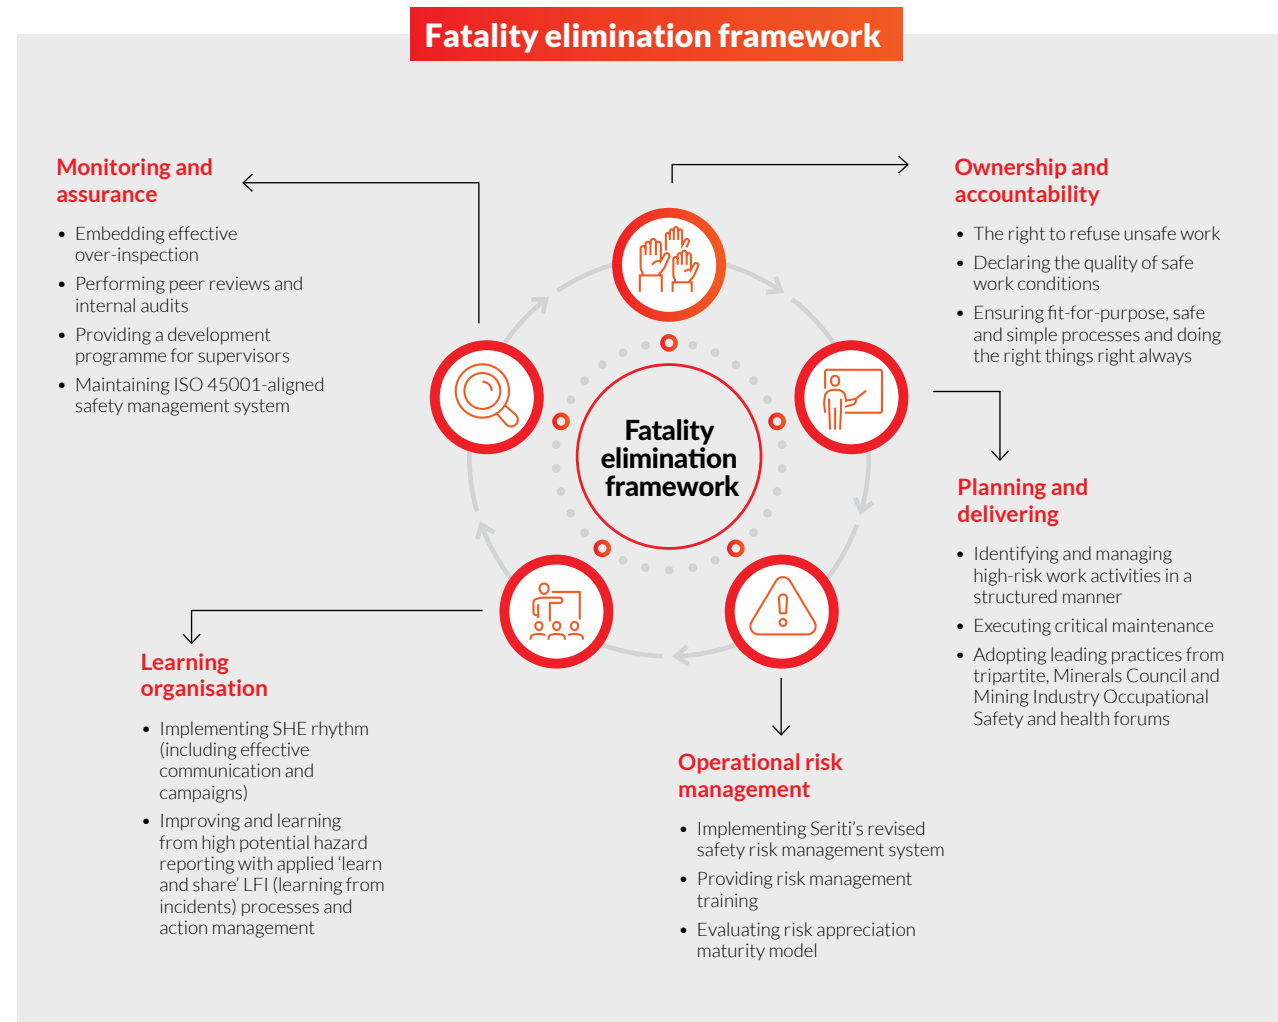 Fatality elimination framework
Monitoring and
assurance
• Embedding effective
over-inspection
• Performing peer reviews and
internal audits
• Providing a development
programme for supervisors
• Maintaining ISO 45001-aligned
safety management system
Ownership and
accountability
• The right to refuse unsafe work
• Declaring the quality of safe
work conditions
• Ensuring fit-for-purpose, safe
and simple processes and doing
the right things right always
Fatality
elimination
framework
Planning and
delivering
• Identifying and managing
high-risk work activities in a
structured manner
• Executing critical maintenance
• Adopting leading practices from
tripartite, Minerals Council and
Mining Industry Occupational
Safety and health forums
Learning
organisation
• Implementing SHE rhythm
(including effective
communication and
campaigns)
• Improving and learning
from high potential hazard
reporting with applied ‘learn
and share’ LFI (learning from
incidents) processes and
action management
Operational risk
management
• Implementing Seriti’s revised
safety risk management system
• Providing risk management
training
• Evaluating risk appreciation
maturity model